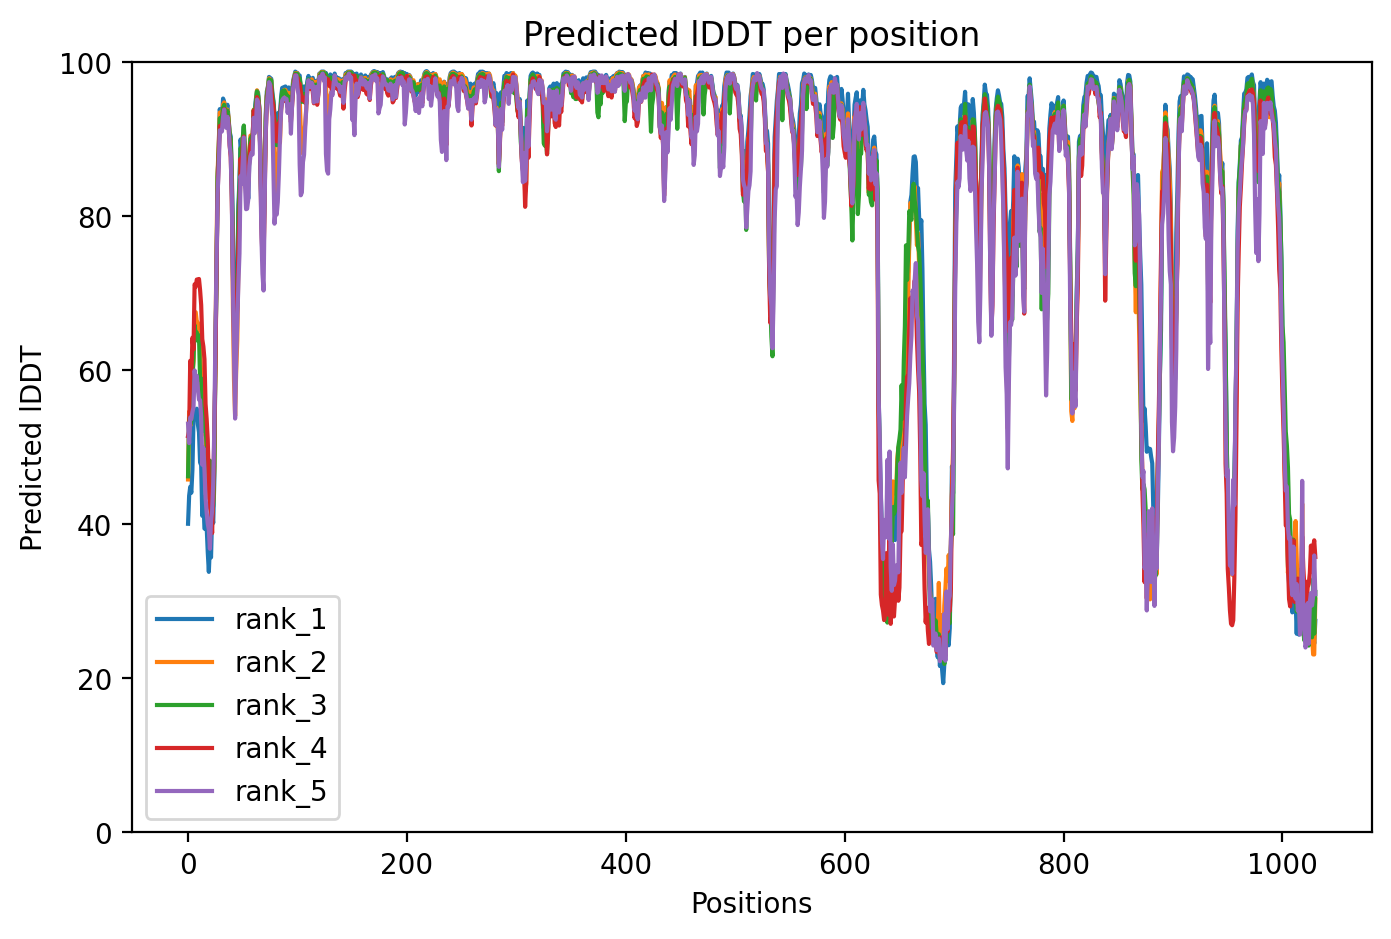 Predicted lDDT per position
100
80
60
40
20
0
Predicted lDDT
rank_1
rank_2
rank_3
rank_4
rank_5
0 200 400 600 800 1000
Positions